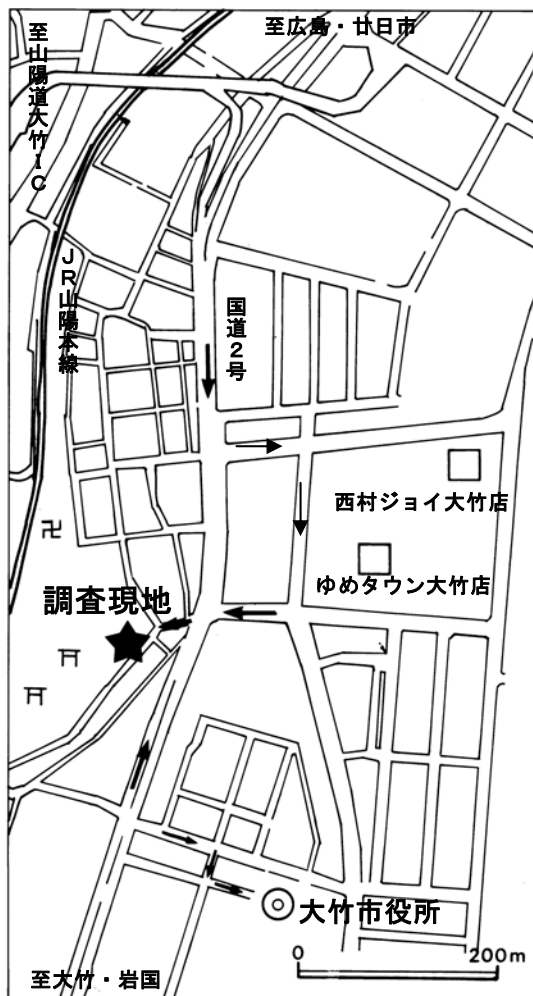 至広島・廿日市
至山陽道大竹IC
JR山陽本線
国道2号
西村ジョイ大竹店
ゆめタウン大竹店
卍
調査現地
大竹市役所
0 200m
至大竹・岩国